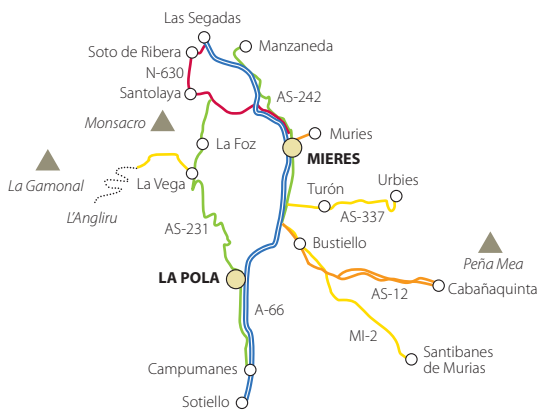 Las Segadas
Soto de Ribera
Manzaneda
N-630
Santolaya
AS-242
Monsacro
Muries
La Foz
MIERES
La Gamonal
La Vega
Turón
Urbies
L'Angliru
AS-337
AS-231
Bustiello
Peña Mea
LA POLA
AS-12
Cabañaquinta
A-66
MI-2
Campumanes
Santibanes
de Murias
Sotiello